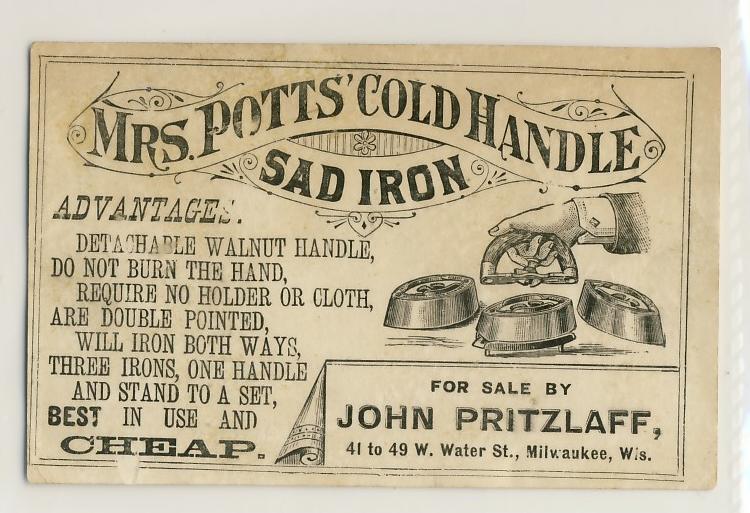 MRS. POTTS' COLD HANDLE
SAD IRON
ADVANTAGES.
DETACHABLE WALNUT HANDLE,
DO NOT BURN THE HAND,
REQUIRE NO HOLDER OR CLOTH,
ARE DOUBLE POINTED,
WILL IRON BOTH WAYS,
THREE IRONS, ONE HANDLE
AND STAND TO A SET,
BEST IN USE AND
CHEAP.
FOR SALE BY
JOHN PRITZLAFF,
41 to 49 W. Water St., Milwaukee, Wis.